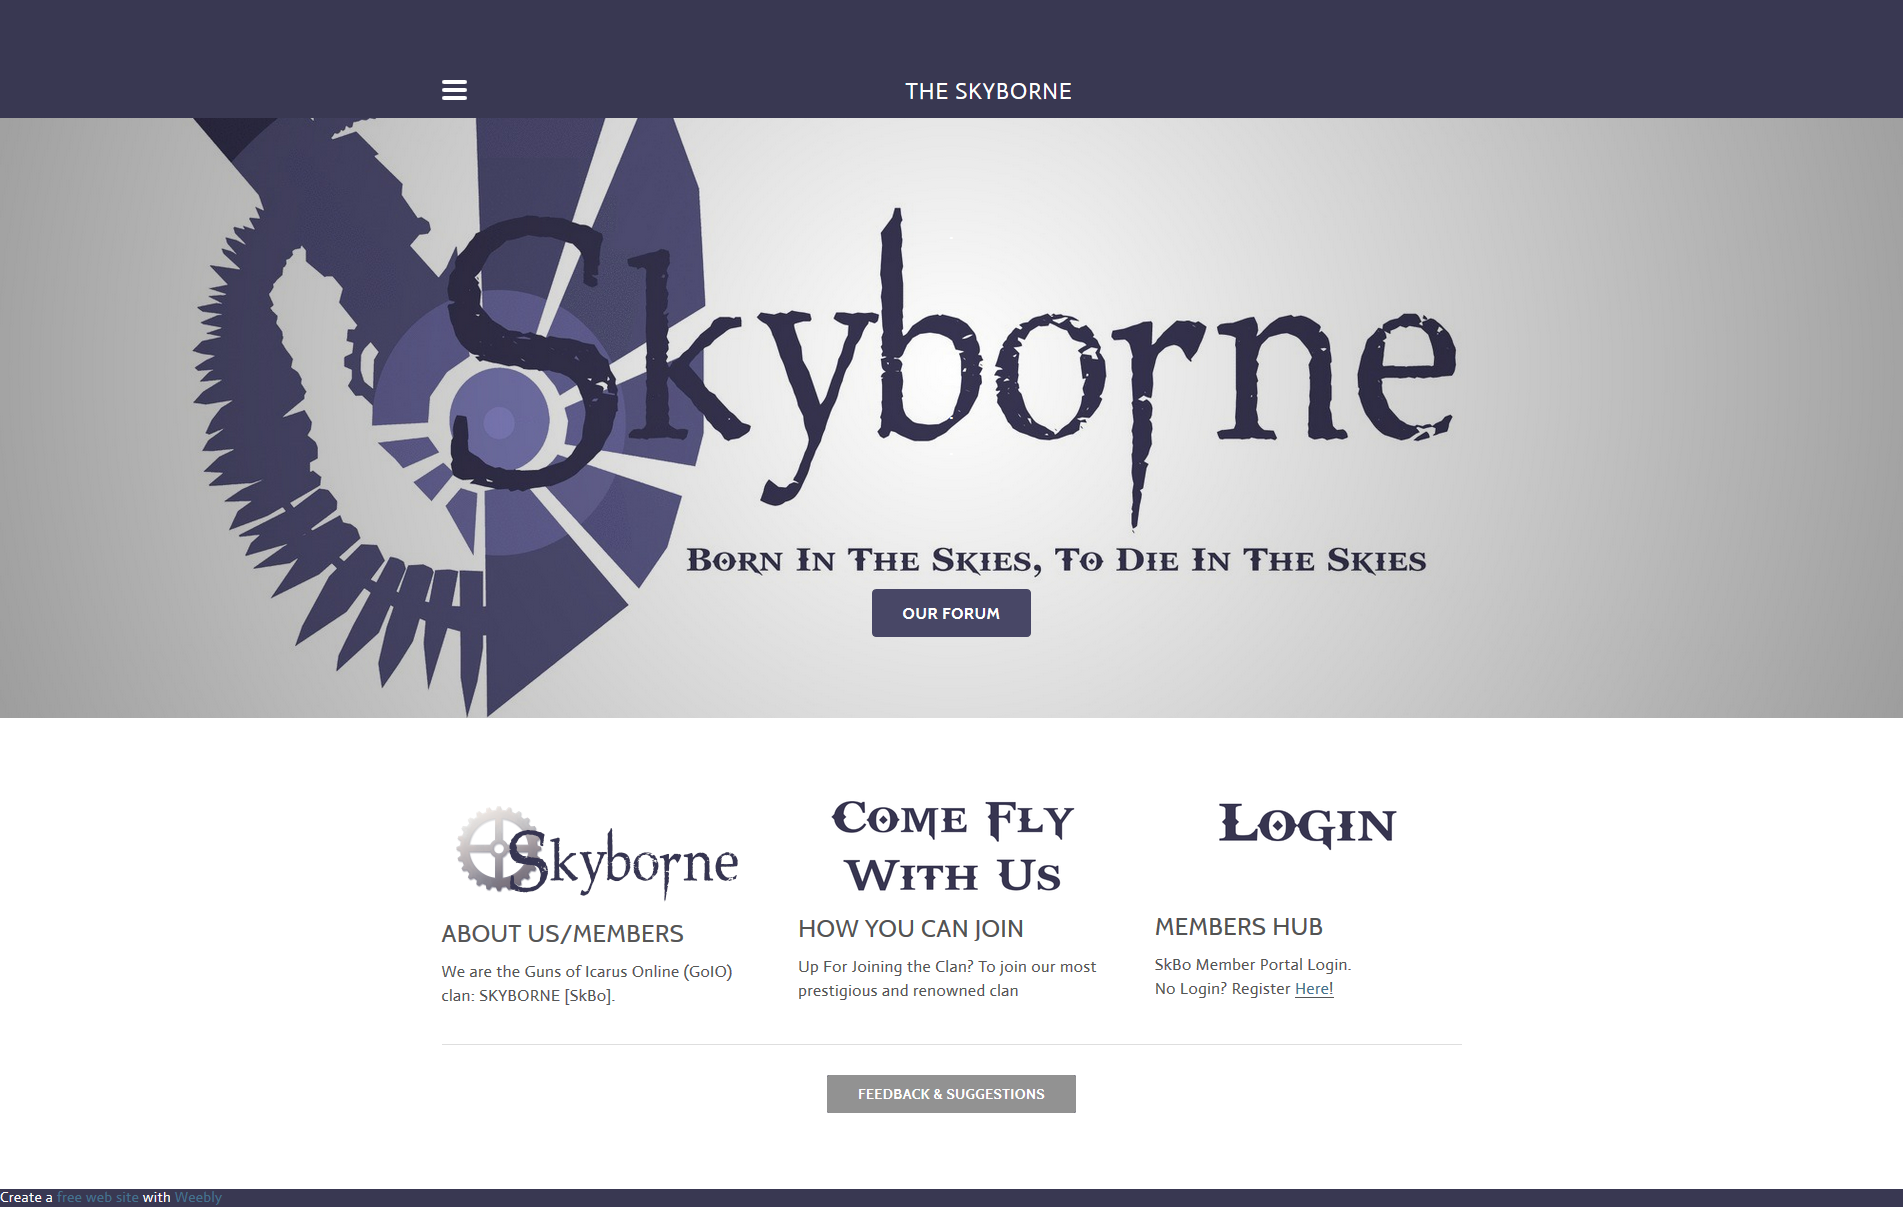 THE SKYBORNE
Skyborne
Born In The Skies, To Die In The Skies
OUR FORUM
Skyborne
ABOUT US/MEMBERS
We are the Guns of Icarus Online (GoIO)
clan: SKYBORNE [SkBo].
Come Fly
With Us
HOW YOU CAN JOIN
Up For Joining the Clan? To join our most
prestigious and renowned clan
Login
MEMBERS HUB
SkBo Member Portal Login.
No Login? Register Here!
FEEDBACK & SUGGESTIONS
Create a free web site with Weebly